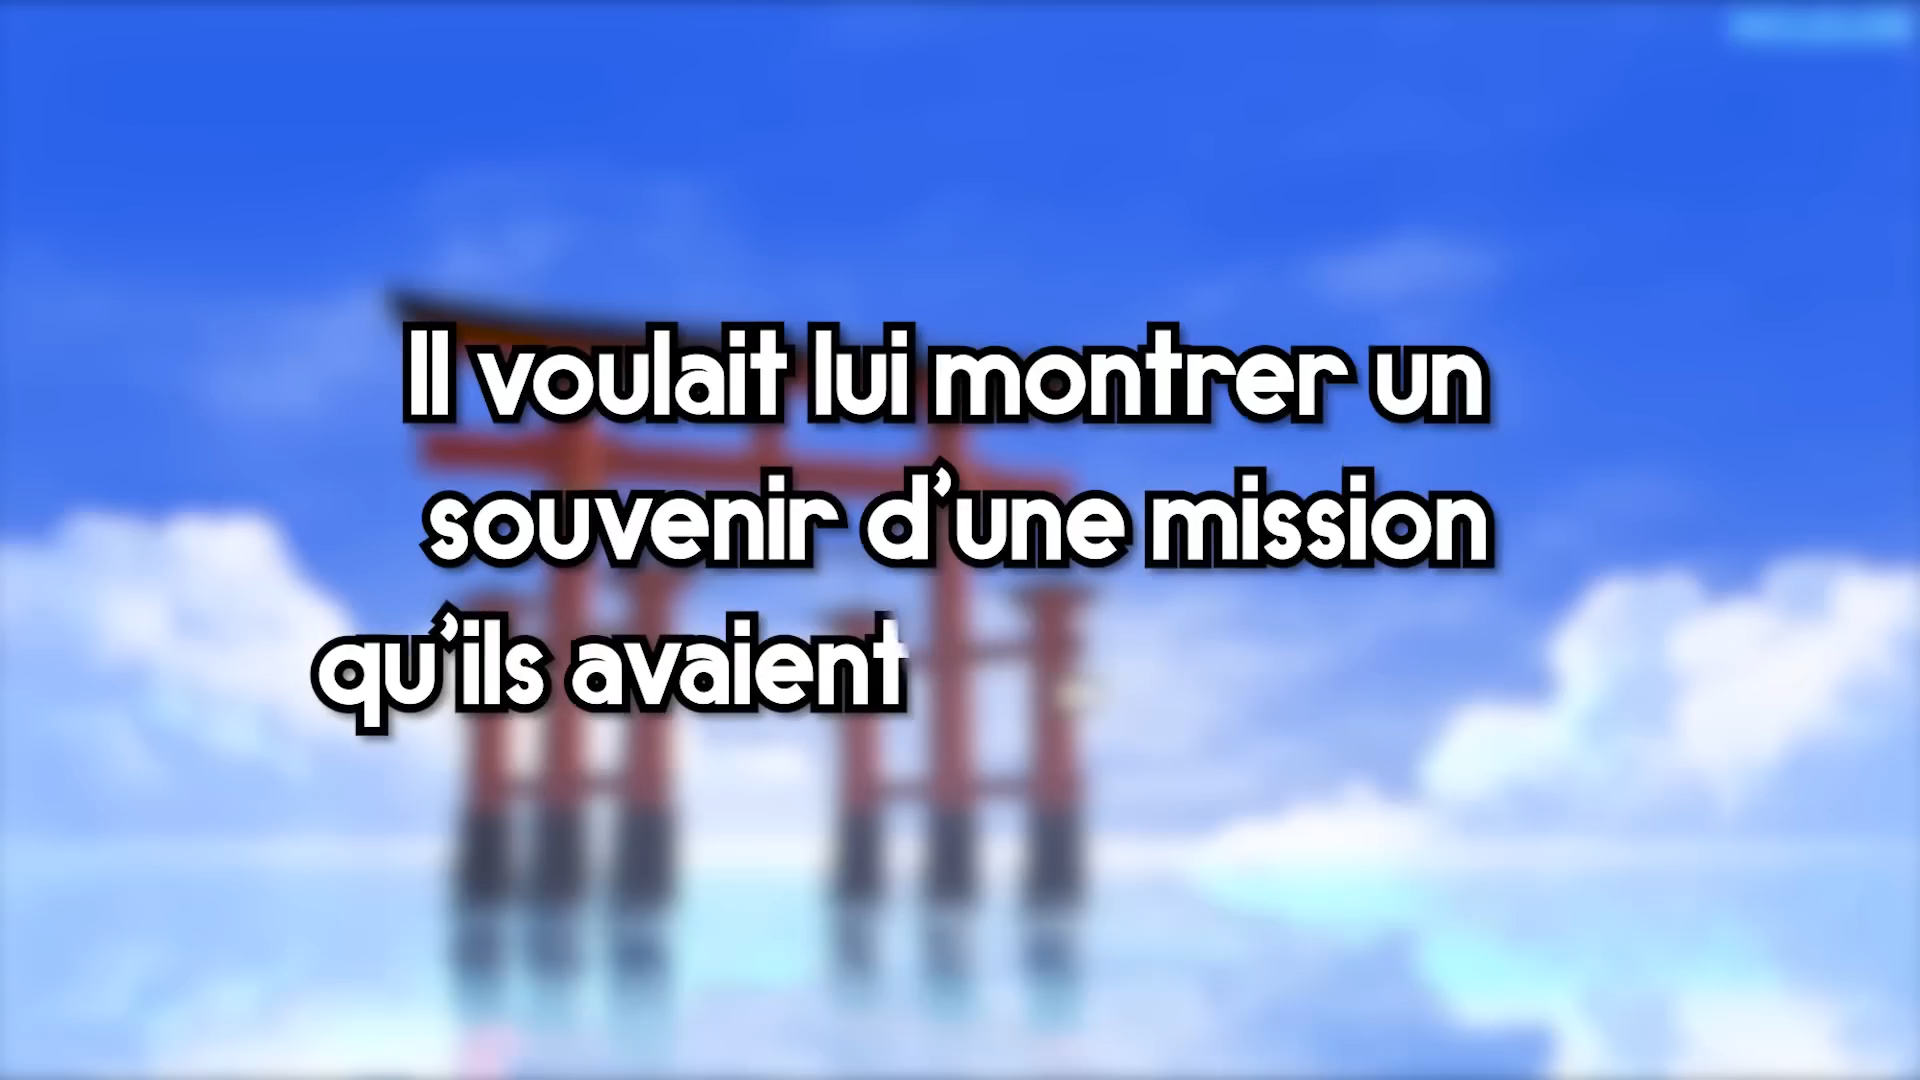 Il voulait lui montrer un
souvenir d'une mission
qu'ils avaient